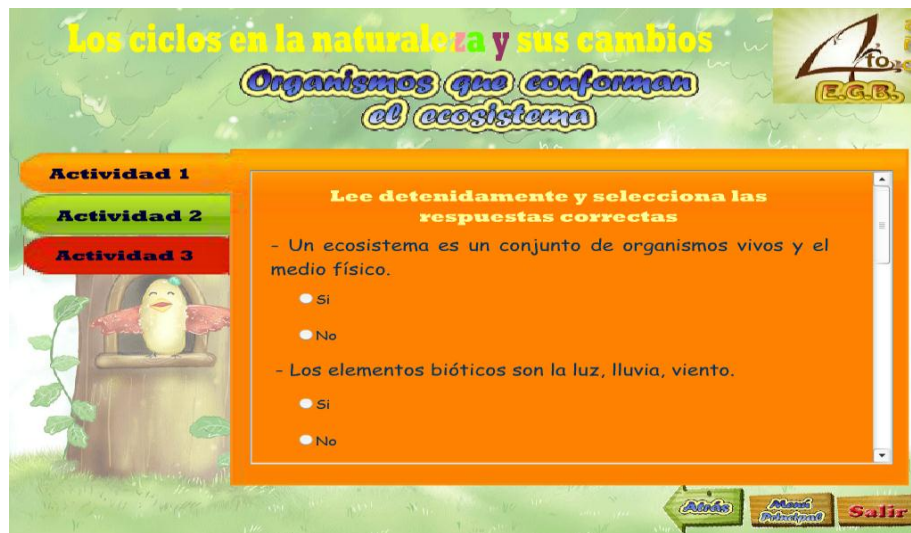 Los ciclos en la naturaleza y sus cambios
Organismos que conforman
el ecosistema
4to.
E.G.B.
Actividad 1
Actividad 2
Actividad 3
Lee detenidamente y selecciona las
respuestas correctas
- Un ecosistema es un conjunto de organismos vivos y el
medio físico.
Si
No
- Los elementos bióticos son la luz, lluvia, viento.
Si
No
Atrás
Menú
Principal
Salir